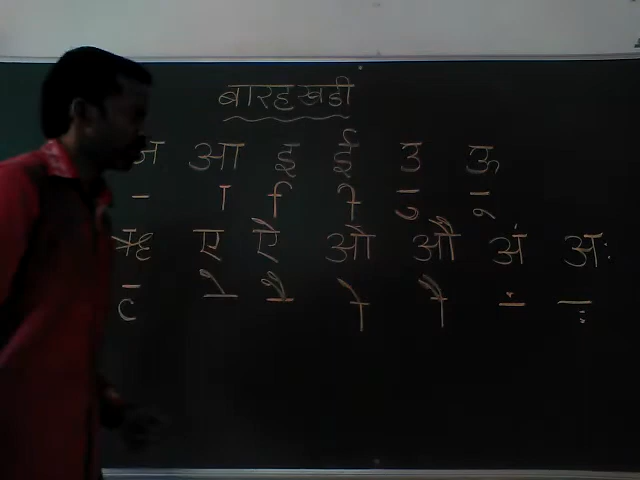 बारहखडी
अ आ इ ई उ ऊ
- ा ि ी ु ू
ऋ ए ऐ ओ औ अं अः
ृ े ै ो ौ ं ः